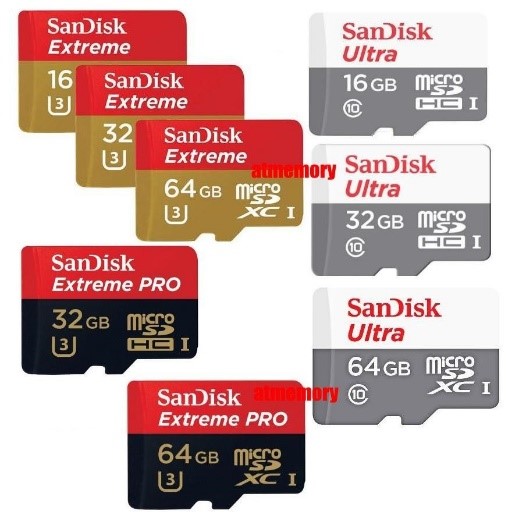 SanDisk
Extreme
16
3
SanDisk
Extreme
32
3
SanDisk
Extreme
64 GB micro SD XC I
3
atmemory
SanDisk
Extreme PRO
32 GB micro SD HC I
3
SanDisk
Extreme PRO
64 GB micro SD XC I
3
atmemory
SanDisk
Ultra
16 GB micro SD HC I
10
SanDisk
Ultra
32 GB micro SD HC I
10
SanDisk
Ultra
64 GB micro SD XC I
10